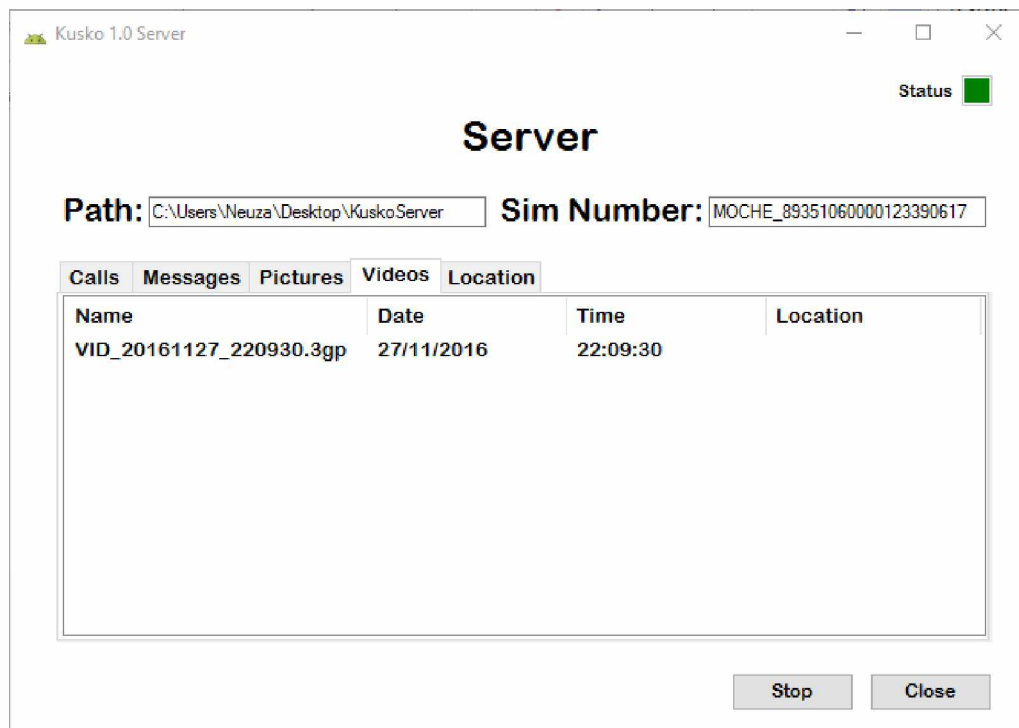 Kusko 1.0 Server
Status
Server
Path: C:\Users\Neuza\Desktop\KuskoServer Sim Number: MOCHE_89351060000123390617
Calls Messages Pictures Videos Location
Name Date Time Location
VID_20161127_220930.3gp 27/11/2016 22:09:30
Stop Close